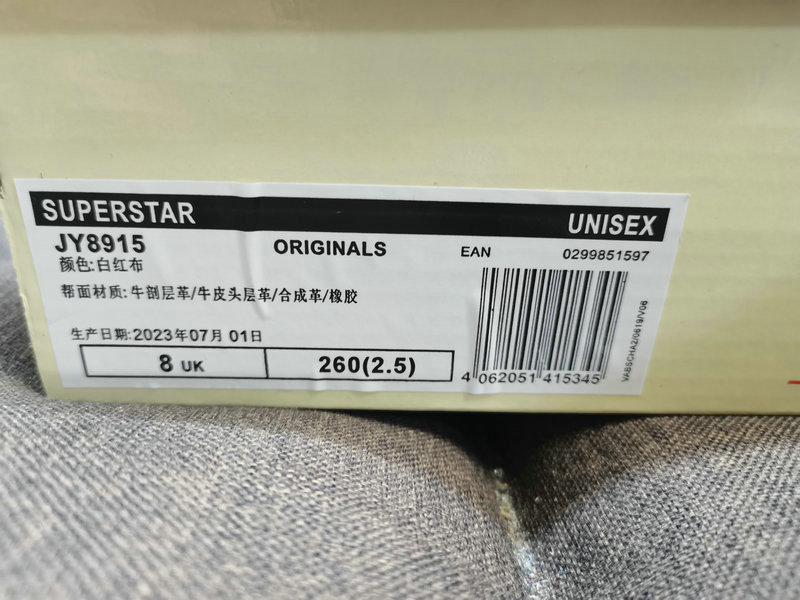 SUPERSTAR UNISEX
JY8915 ORIGINALS EAN 0299851597
颜色:白红布
帮面材质:牛剖层革/牛皮头层革/合成革/橡胶
生产日期:2023年07月 01日
8 UK 260(2.5)
4 062051 415345
VABSCHA2/0619/V06